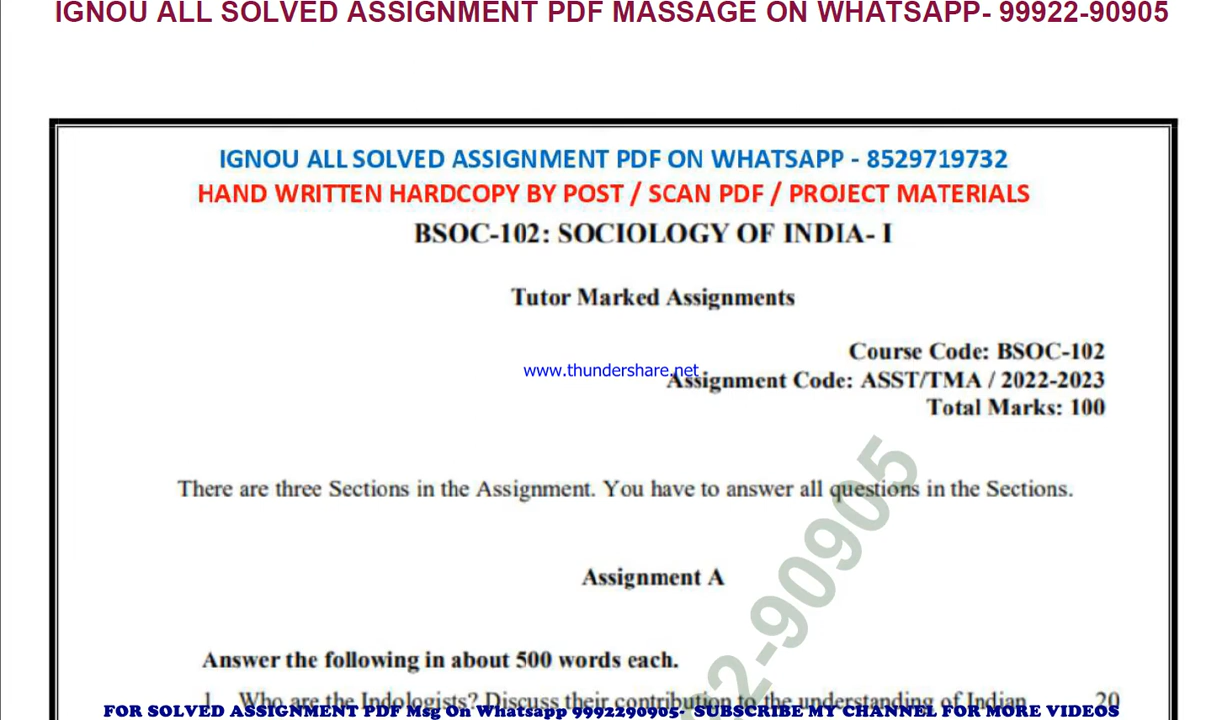 IGNOU ALL SOLVED ASSIGNMENT PDF MASSAGE ON WHATSAPP- 99922-90905
IGNOU ALL SOLVED ASSIGNMENT PDF ON WHATSAPP - 8529719732
HAND WRITTEN HARDCOPY BY POST / SCAN PDF / PROJECT MATERIALS
BSOC-102: SOCIOLOGY OF INDIA- I
Tutor Marked Assignments
Course Code: BSOC-102
www.thundershare.net
Assignment Code: ASST/TMA / 2022-2023
Total Marks: 100
There are three Sections in the Assignment. You have to answer all questions in the Sections.
Assignment A
2-90905
Answer the following in about 500 words each.
1. Who are the Indologists? Discuss their contribution to the understanding of Indian 20
FOR SOLVED ASSIGNMENT PDF Msg On Whatsapp 9992290905- SUBSCRIBE MY CHANNEL FOR MORE VIDEOS